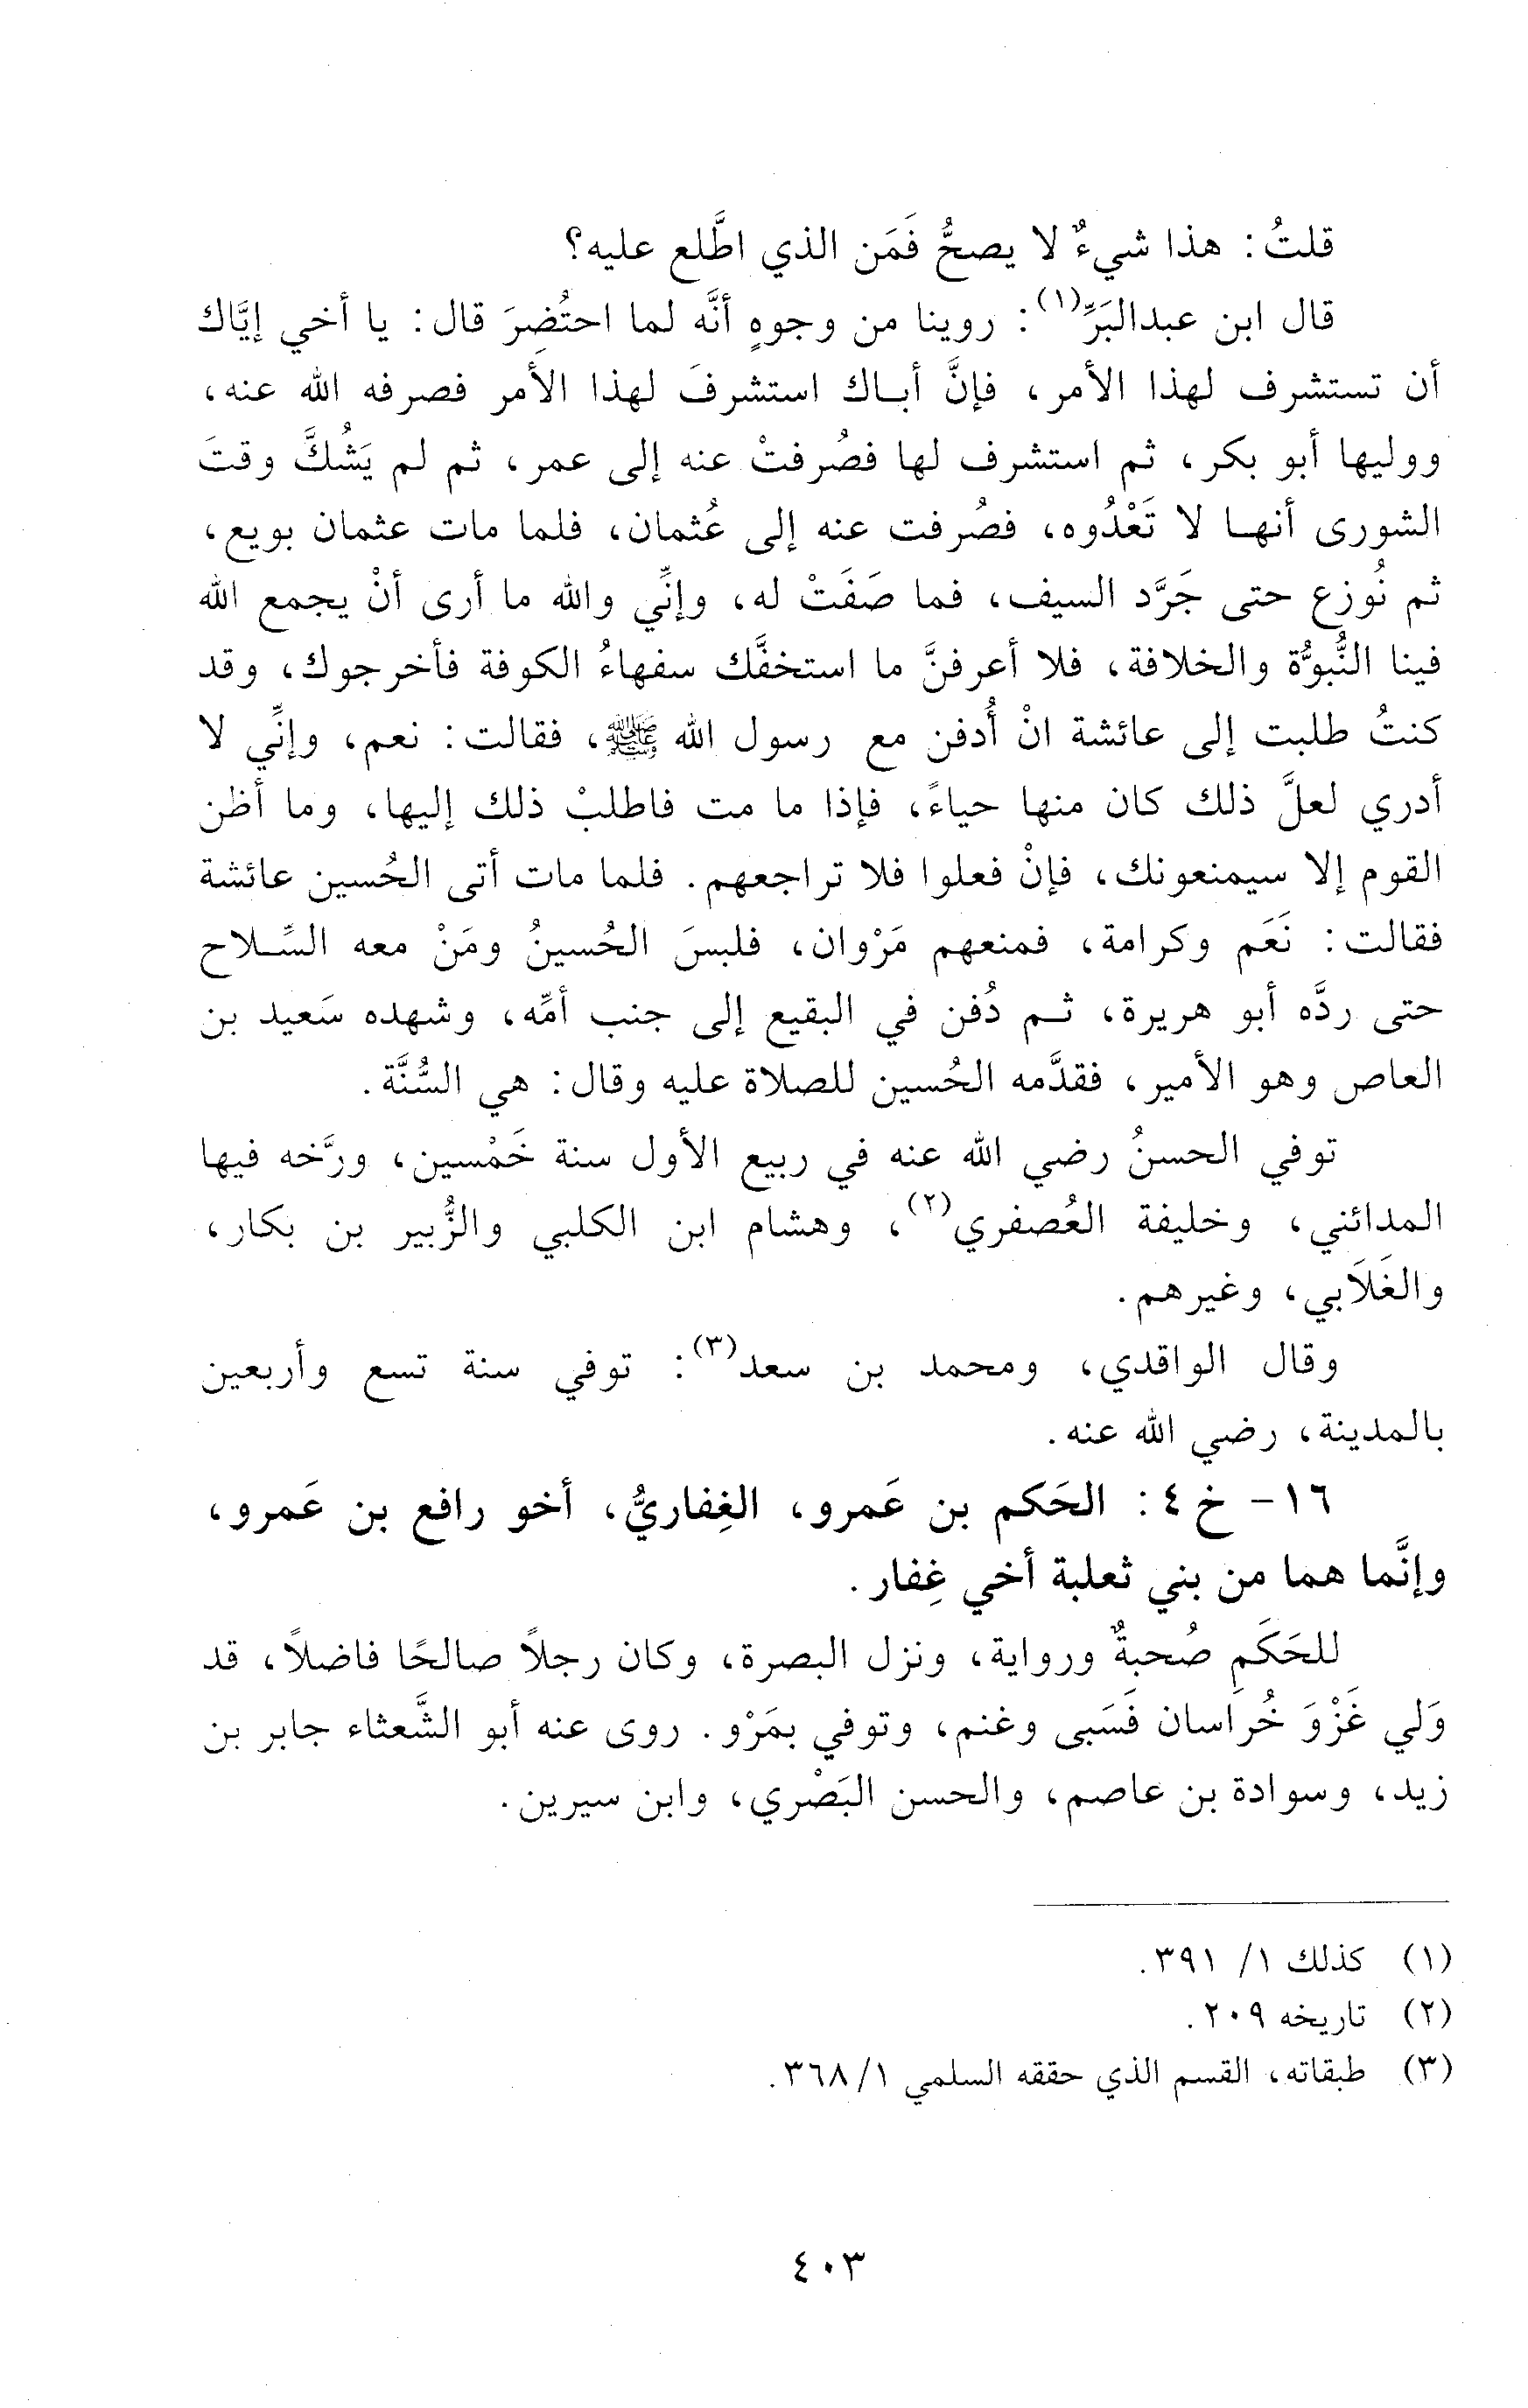 قلتُ: هذا شيءٌ لا يصحُّ فَمَن الذي اطَّلع عليه؟
قال ابن عبدالبَرِّ(١): روينا من وجوهٍ أنَّه لما احتُضِرَ قال: يا أخي إيَّاك
أن تستشرف لهذا الأمر، فإنَّ أباك استشرفَ لهذا الأمر فصرفه الله عنه،
ووليها أبو بكر، ثم استشرف لها فصُرفتْ عنه إلى عمر، ثم لم يَشُكَّ وقتَ
الشورى أنها لا تَعْدُوه، فصُرفت عنه إلى عُثمان، فلما مات عثمان بويع،
ثم نُوزع حتى جَرَّد السيف، فما صَفَتْ له، وإنِّي والله ما أرى أنْ يجمع الله
فينا النُّبوُّة والخلافة، فلا أعرفنَّ ما استخفَّك سفهاءُ الكوفة فأخرجوك، وقد
كنتُ طلبت إلى عائشة انْ أُدفن مع رسول الله ﷺ، فقالت: نعم، وإنِّي لا
أدري لعلَّ ذلك كان منها حياءً، فإذا ما مت فاطلبْ ذلك إليها، وما أظن
القوم إلا سيمنعونك، فإنْ فعلوا فلا تراجعهم. فلما مات أتى الحُسين عائشة
فقالت: نَعَم وكرامة، فمنعهم مَرْوان، فلبسَ الحُسينُ ومَنْ معه السِّلاح
حتى ردَّه أبو هريرة، ثم دُفن في البقيع إلى جنب أمِّه، وشهده سَعيد بن
العاص وهو الأمير، فقدَّمه الحُسين للصلاة عليه وقال: هي السُّنَّة.
توفي الحسنُ رضي الله عنه في ربيع الأول سنة خَمْسين، ورَّخه فيها
المدائني، وخليفة العُصفري(٢)، وهشام ابن الكلبي والزُّبير بن بكار،
والغَلاَبي، وغيرهم.
وقال الواقدي، ومحمد بن سعد(٣): توفي سنة تسع وأربعين
بالمدينة، رضي الله عنه.
١٦- خ ٤: الحَكم بن عَمرو، الغِفاريُّ، أخو رافع بن عَمرو،
وإنَّما هما من بني ثعلبة أخي غِفار.
للحَكَمِ صُحبةٌ ورواية، ونزل البصرة، وكان رجلاً صالحًا فاضلاً، قد
وَلي غَزْوَ خُراسان فَسَبى وغنم، وتوفي بمَرْو. روى عنه أبو الشَّعثاء جابر بن
زيد، وسوادة بن عاصم، والحسن البَصْري، وابن سيرين.
(١) كذلك ١/ ٣٩١.
(٢) تاريخه ٢٠٩.
(٣) طبقاته، القسم الذي حققه السلمي ١/ ٣٦٨.
٤٠٣